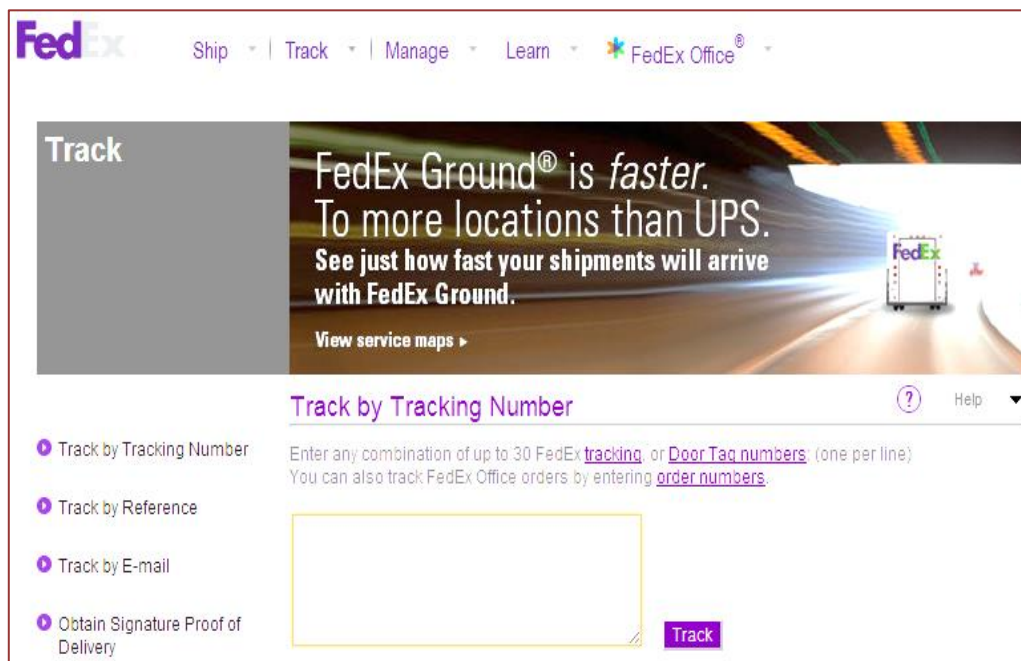 FedEx
Ship Track Manage Learn FedEx Office®
Track
FedEx Ground® is faster.
To more locations than UPS.
See just how fast your shipments will arrive
with FedEx Ground.
View service maps
FedEx
Track by Tracking Number
Help
Track by Tracking Number
Track by Reference
Track by E-mail
Obtain Signature Proof of
Delivery
Enter any combination of up to 30 FedEx tracking, or Door Tag numbers: (one per line)
You can also track FedEx Office orders by entering order numbers.
Track